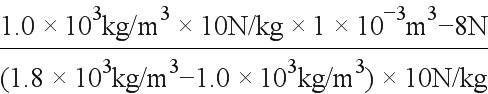 1.0 × 10³kg/m³ × 10N/kg × 1 × 10⁻³m³−8N
(1.8 × 10³kg/m³−1.0 × 10³kg/m³) × 10N/kg